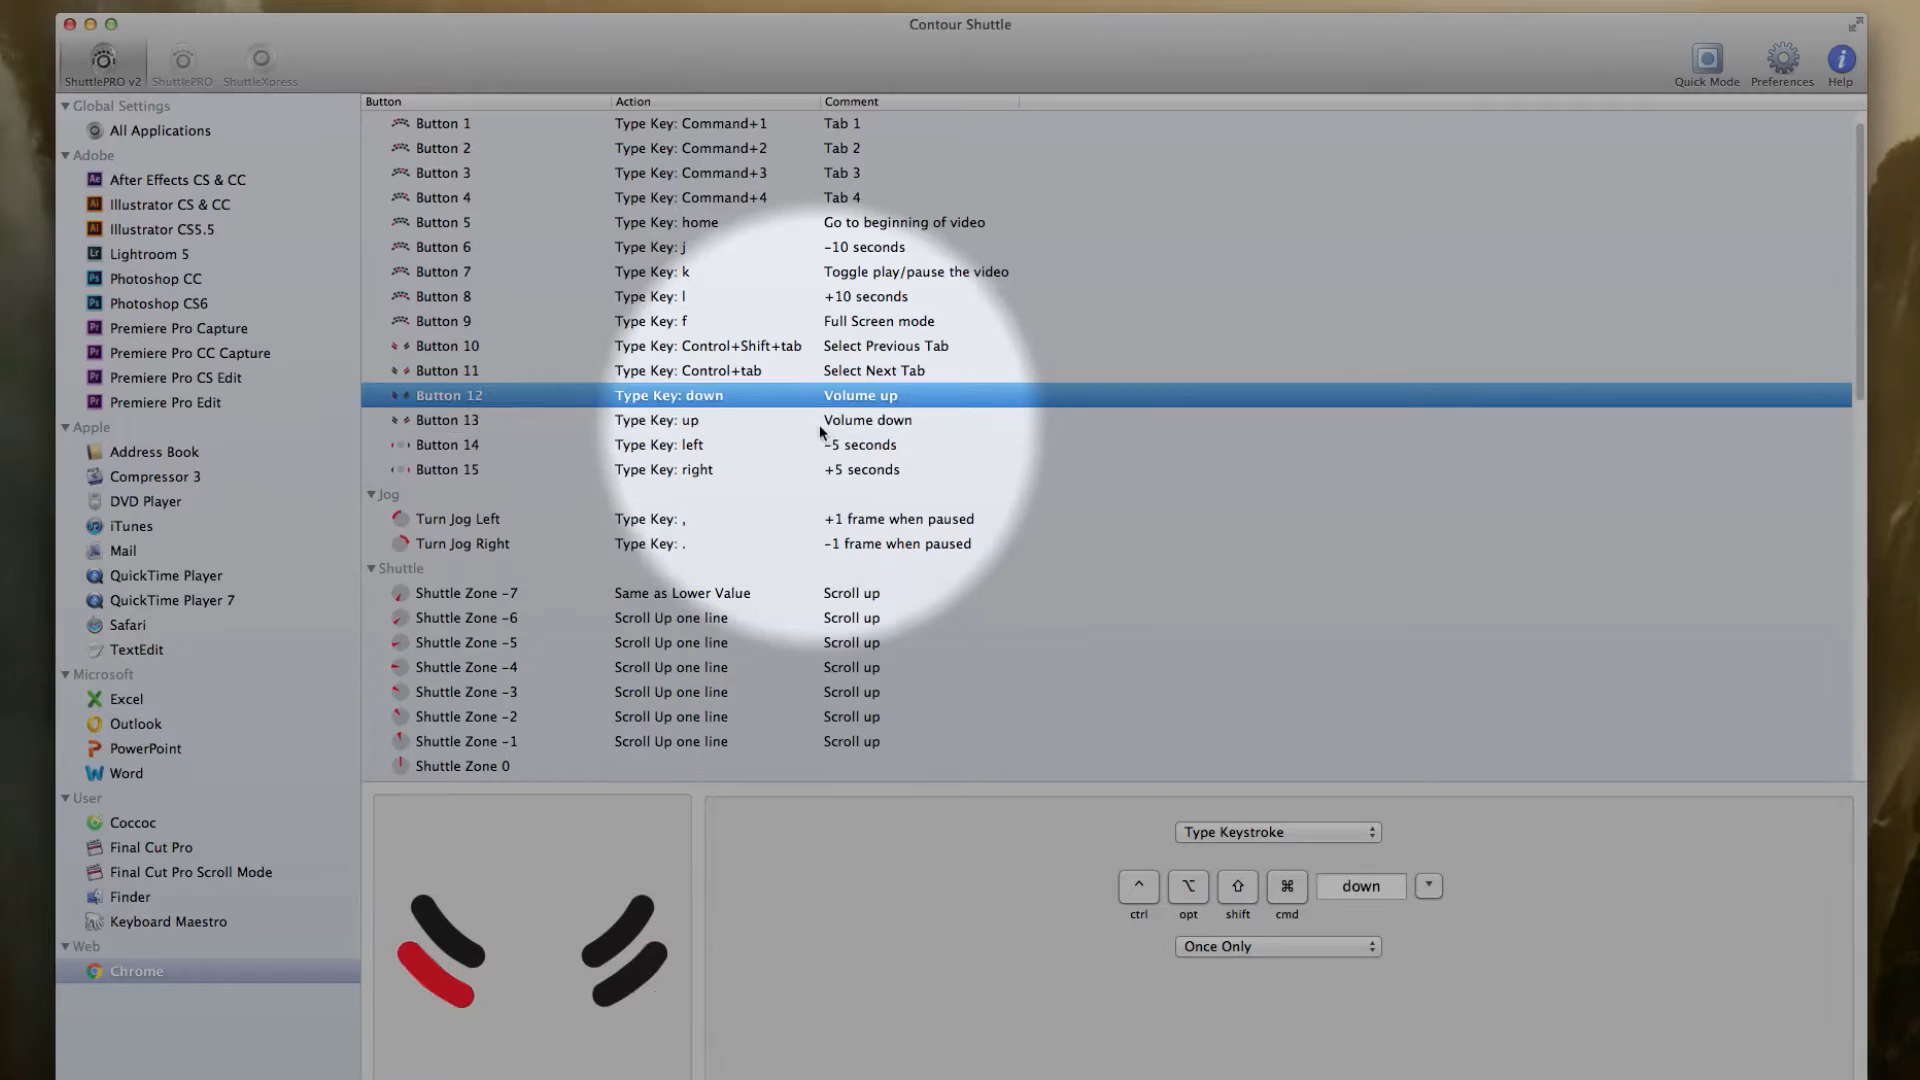 Contour Shuttle
ShuttlePRO v2 ShuttlePRO ShuttleXpress
Quick Mode Preferences Help
Global Settings
All Applications
Adobe
After Effects CS & CC
Illustrator CS & CC
Illustrator CS5.5
Lightroom 5
Photoshop CC
Photoshop CS6
Premiere Pro Capture
Premiere Pro CC Capture
Premiere Pro CS Edit
Premiere Pro Edit
Apple
Address Book
Compressor 3
DVD Player
iTunes
Mail
QuickTime Player
QuickTime Player 7
Safari
TextEdit
Microsoft
Excel
Outlook
PowerPoint
Word
User
Coccoc
Final Cut Pro
Final Cut Pro Scroll Mode
Finder
Keyboard Maestro
Web
Chrome
Button Action Comment
Button 1 Type Key: Command+1 Tab 1
Button 2 Type Key: Command+2 Tab 2
Button 3 Type Key: Command+3 Tab 3
Button 4 Type Key: Command+4 Tab 4
Button 5 Type Key: home Go to beginning of video
Button 6 Type Key: j -10 seconds
Button 7 Type Key: k Toggle play/pause the video
Button 8 Type Key: l +10 seconds
Button 9 Type Key: f Full Screen mode
Button 10 Type Key: Control+Shift+tab Select Previous Tab
Button 11 Type Key: Control+tab Select Next Tab
Button 12 Type Key: down Volume up
Button 13 Type Key: up Volume down
Button 14 Type Key: left -5 seconds
Button 15 Type Key: right +5 seconds
Jog
Turn Jog Left Type Key: , +1 frame when paused
Turn Jog Right Type Key: . -1 frame when paused
Shuttle
Shuttle Zone -7 Same as Lower Value Scroll up
Shuttle Zone -6 Scroll Up one line Scroll up
Shuttle Zone -5 Scroll Up one line Scroll up
Shuttle Zone -4 Scroll Up one line Scroll up
Shuttle Zone -3 Scroll Up one line Scroll up
Shuttle Zone -2 Scroll Up one line Scroll up
Shuttle Zone -1 Scroll Up one line Scroll up
Shuttle Zone 0
Type Keystroke
^ ⌥ ⇧ ⌘ down
ctrl opt shift cmd
Once Only